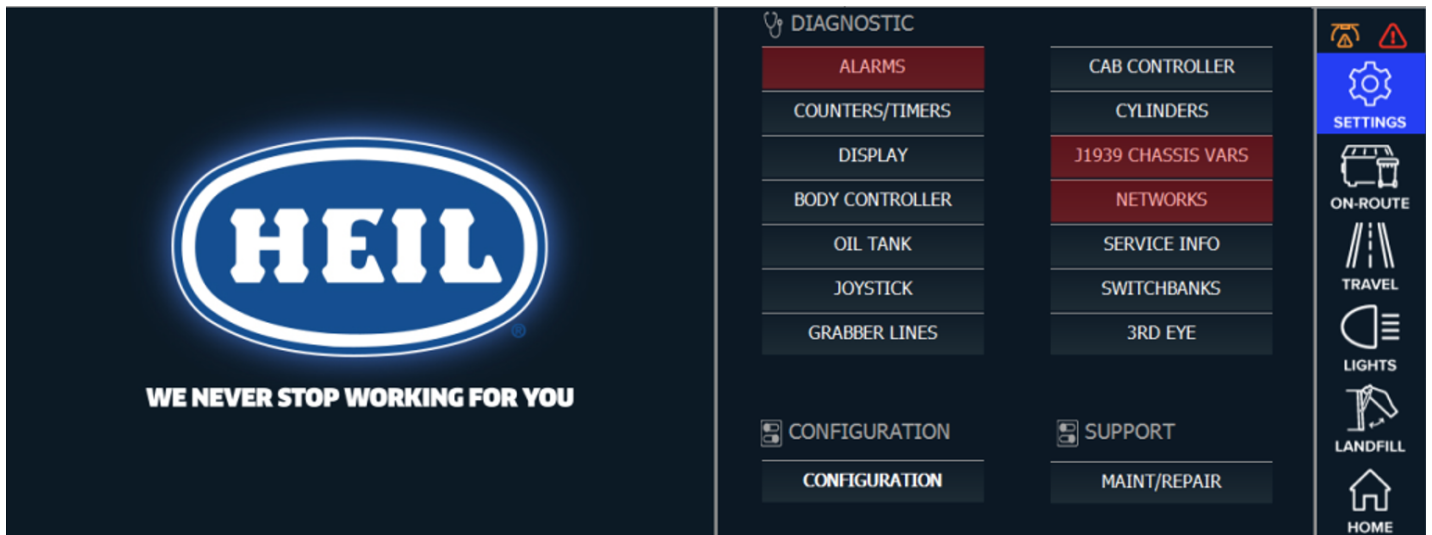 HEIL
®
WE NEVER STOP WORKING FOR YOU
DIAGNOSTIC
ALARMS
COUNTERS/TIMERS
DISPLAY
BODY CONTROLLER
OIL TANK
JOYSTICK
GRABBER LINES
CAB CONTROLLER
CYLINDERS
J1939 CHASSIS VARS
NETWORKS
SERVICE INFO
SWITCHBANKS
3RD EYE
CONFIGURATION
CONFIGURATION
SUPPORT
MAINT/REPAIR
SETTINGS
ON-ROUTE
TRAVEL
LIGHTS
LANDFILL
HOME